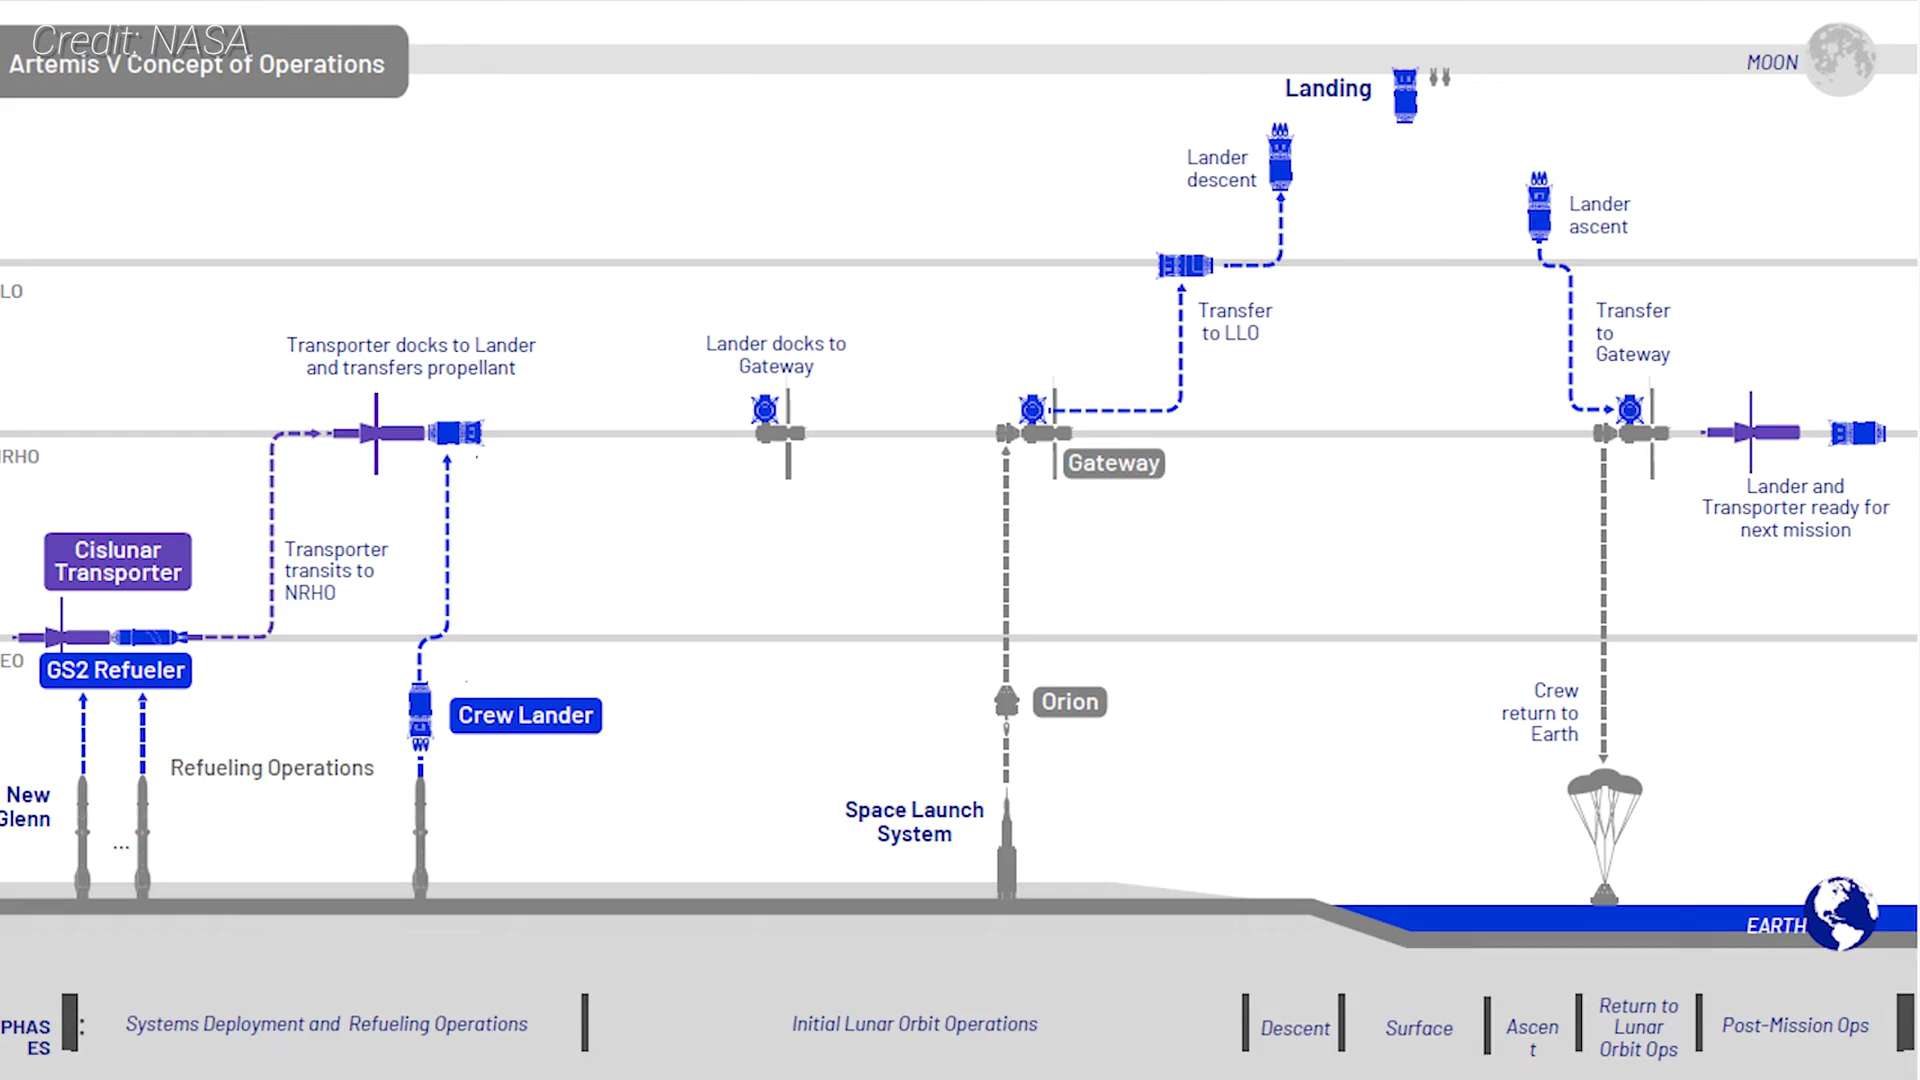 Credit: NASA
Artemis V Concept of Operations
MOON
Landing
Lander
descent
Lander
ascent
LO
Transfer
to LLO
Transfer
to
Gateway
Transporter docks to Lander
and transfers propellant
Lander docks to
Gateway
NRHO
Gateway
Lander and
Transporter ready for
next mission
Cislunar
Transporter
Transporter
transits to
NRHO
EO
GS2 Refueler
Crew Lander
Orion
Crew
return to
Earth
Refueling Operations
New
Glenn
...
Space Launch
System
EARTH
PHAS
ES
:
Systems Deployment and Refueling Operations
Initial Lunar Orbit Operations
Descent
Surface
Ascen
t
Return to
Lunar
Orbit Ops
Post-Mission Ops